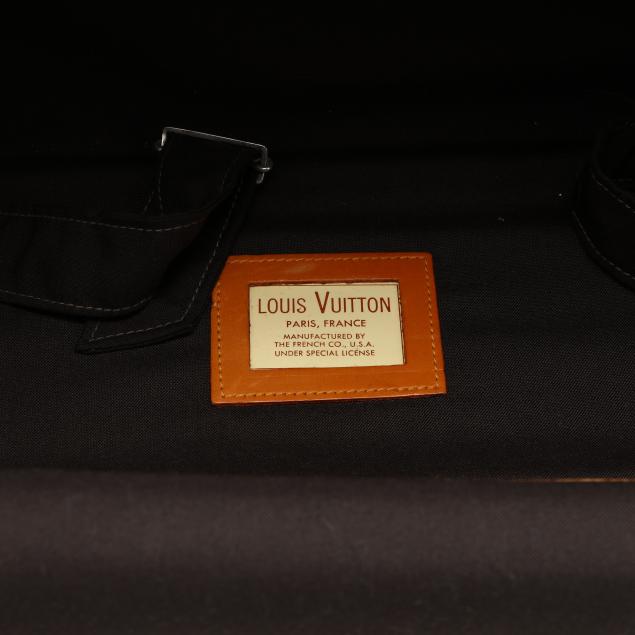 LOUIS VUITTON
PARIS, FRANCE
MANUFACTURED BY
THE FRENCH CO., U.S.A.
UNDER SPECIAL LICENSE